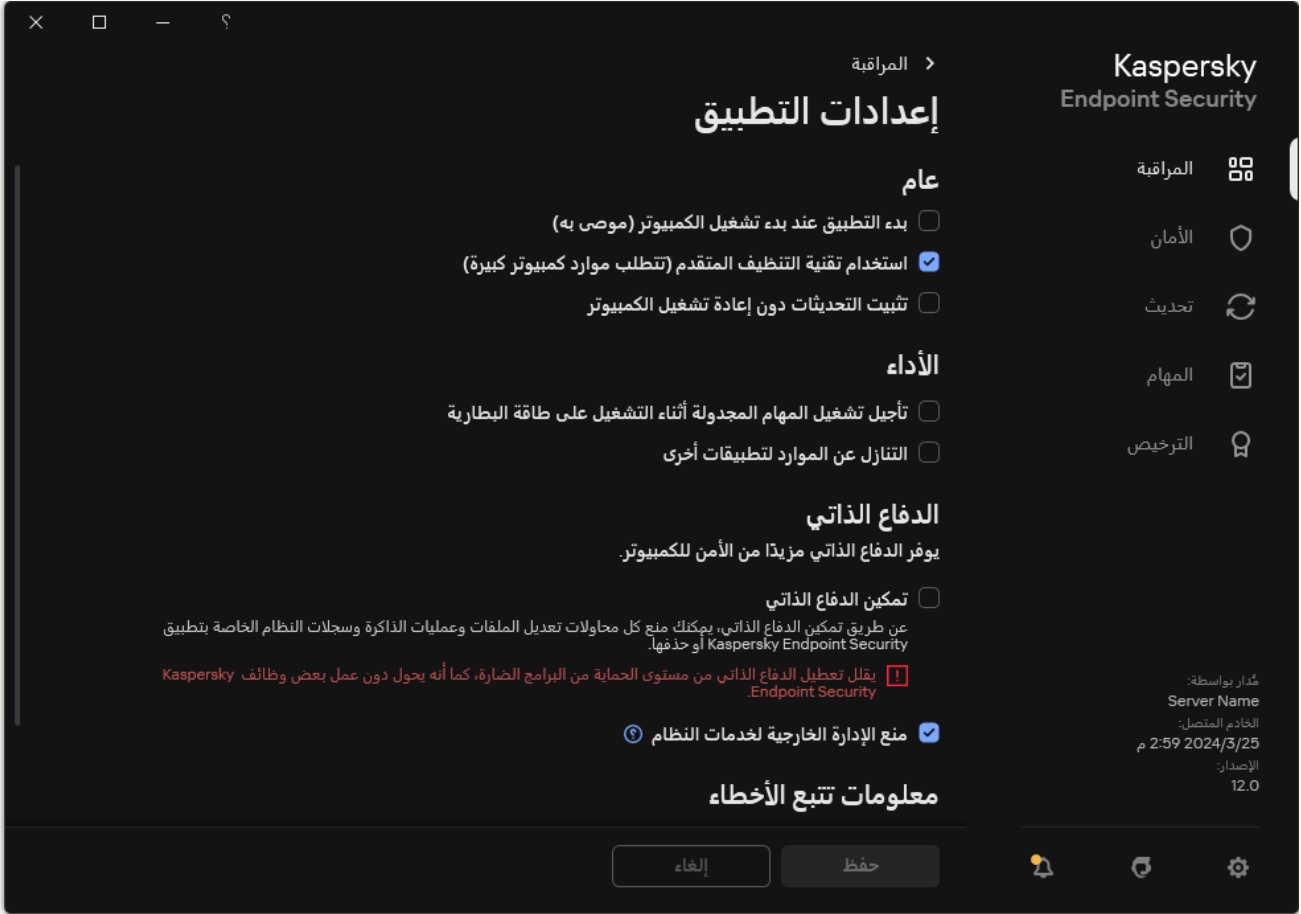 ؟
Kaspersky
Endpoint Security
المراقبة
الأمان
تحديث
المهام
الترخيص
مُدار بواسطة:
Server Name
الخادم المتصل:
2024/3/25 2:59 م
الإصدار:
12.0
المراقبة
إعدادات التطبيق
عام
بدء التطبيق عند بدء تشغيل الكمبيوتر (موصى به)
استخدام تقنية التنظيف المتقدم (تتطلب موارد كمبيوتر كبيرة)
تثبيت التحديثات دون إعادة تشغيل الكمبيوتر
الأداء
تأجيل تشغيل المهام المجدولة أثناء التشغيل على طاقة البطارية
التنازل عن الموارد لتطبيقات أخرى
الدفاع الذاتي
يوفر الدفاع الذاتي مزيدًا من الأمن للكمبيوتر.
تمكين الدفاع الذاتي
عن طريق تمكين الدفاع الذاتي، يمكنك منع كل محاولات تعديل الملفات وعمليات الذاكرة وسجلات النظام الخاصة بتطبيق
Kaspersky Endpoint Security أو حذفها.
يقلل تعطيل الدفاع الذاتي من مستوى الحماية من البرامج الضارة، كما أنه يحول دون عمل بعض وظائف Kaspersky
Endpoint Security.
منع الإدارة الخارجية لخدمات النظام ؟
معلومات تتبع الأخطاء
حفظ
إلغاء